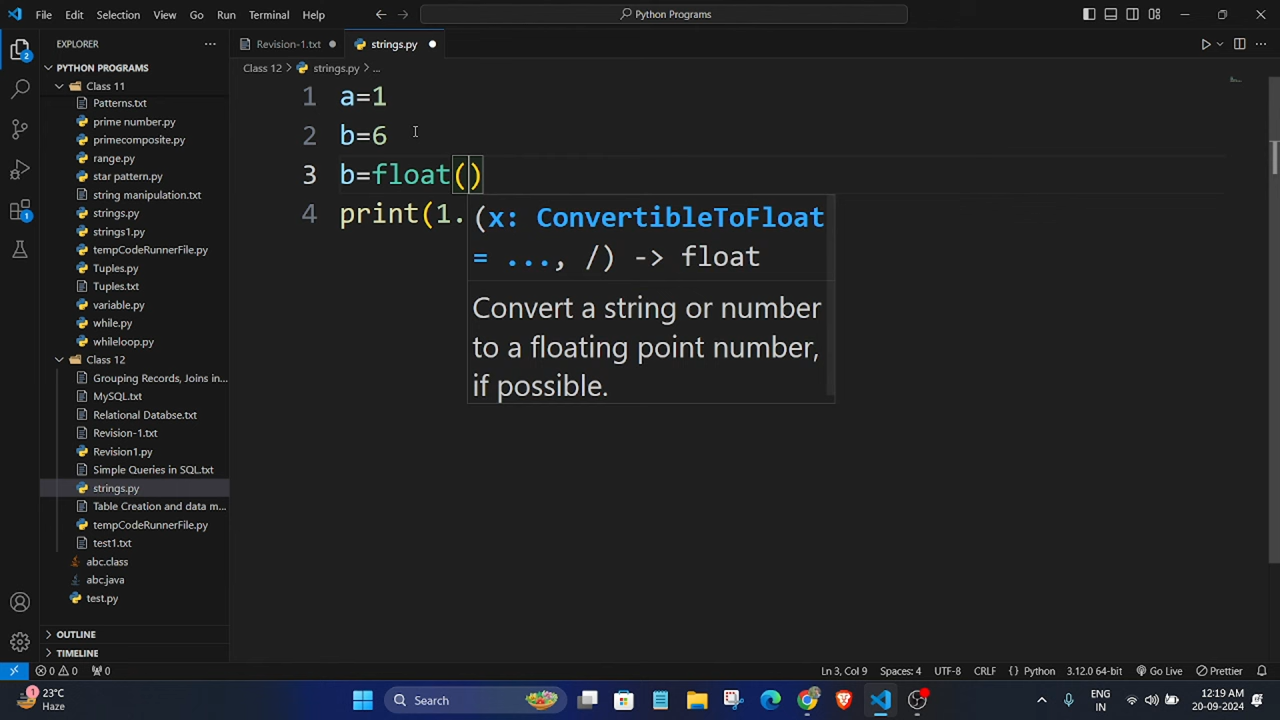 File Edit Selection View Go Run Terminal Help
Python Programs
EXPLORER
Revision-1.txt
strings.py
PYTHON PROGRAMS
Class 12 > strings.py > ...
Class 11
Patterns.txt
prime number.py
primecomposite.py
range.py
star pattern.py
string manipulation.txt
strings.py
strings1.py
tempCodeRunnerFile.py
Tuples.py
Tuples.txt
variable.py
while.py
whileloop.py
Class 12
Grouping Records, Joins in...
MySQL.txt
Relational Databse.txt
Revision-1.txt
Revision1.py
Simple Queries in SQL.txt
strings.py
Table Creation and data m...
tempCodeRunnerFile.py
test1.txt
abc.class
abc.java
test.py
OUTLINE
TIMELINE
2
1
1 a=1
2 b=6
3 b=float()
4 print(1.
(x: ConvertibleToFloat
= ..., /) -> float
Convert a string or number
to a floating point number,
if possible.
0 0 0 Ln 3, Col 9 Spaces: 4 UTF-8 CRLF {} Python 3.12.0 64-bit Go Live Prettier
1
23°C
Haze
Search
ENG
IN
12:19 AM
20-09-2024